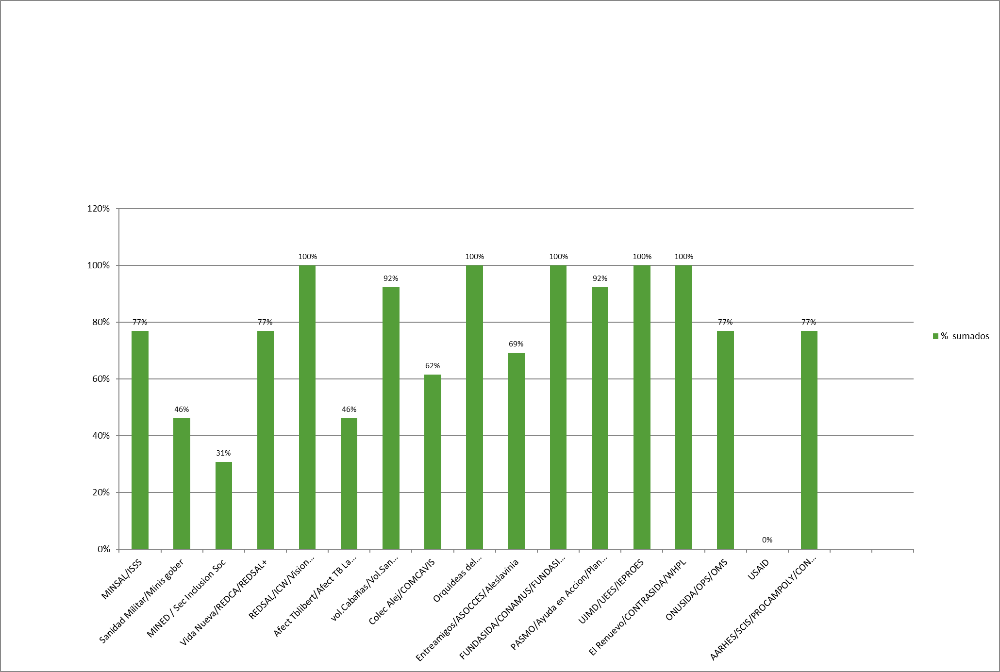 120%
100%
80%
60%
40%
20%
0%
77%
46%
31%
77%
100%
46%
92%
62%
100%
69%
100%
92%
100%
100%
77%
0%
77%
MINSAL/ISSS
Sanidad Militar/Minis gober
MINED / Sec Inclusion Soc
Vida Nueva/REDCA/REDSAL+
REDSAL/ICW/Vision...
Afect Tblibert/Afect TB La...
vol.Cabañas/Vol.San...
Colec Alej/COMCAVIS
Orquideas del...
Entreamigos/ASOCCES/Aleslavinia
FUNDASIDA/CONAMUS/FUNDASI...
PASMO/Ayuda en Accion/Plan...
UJMD/UEES/IEPROES
El Renuevo/CONTRASIDA/WHPL
ONUSIDA/OPS/OMS
USAID
AARHES/SCIS/PROCAMPOLY/CON...
% sumados